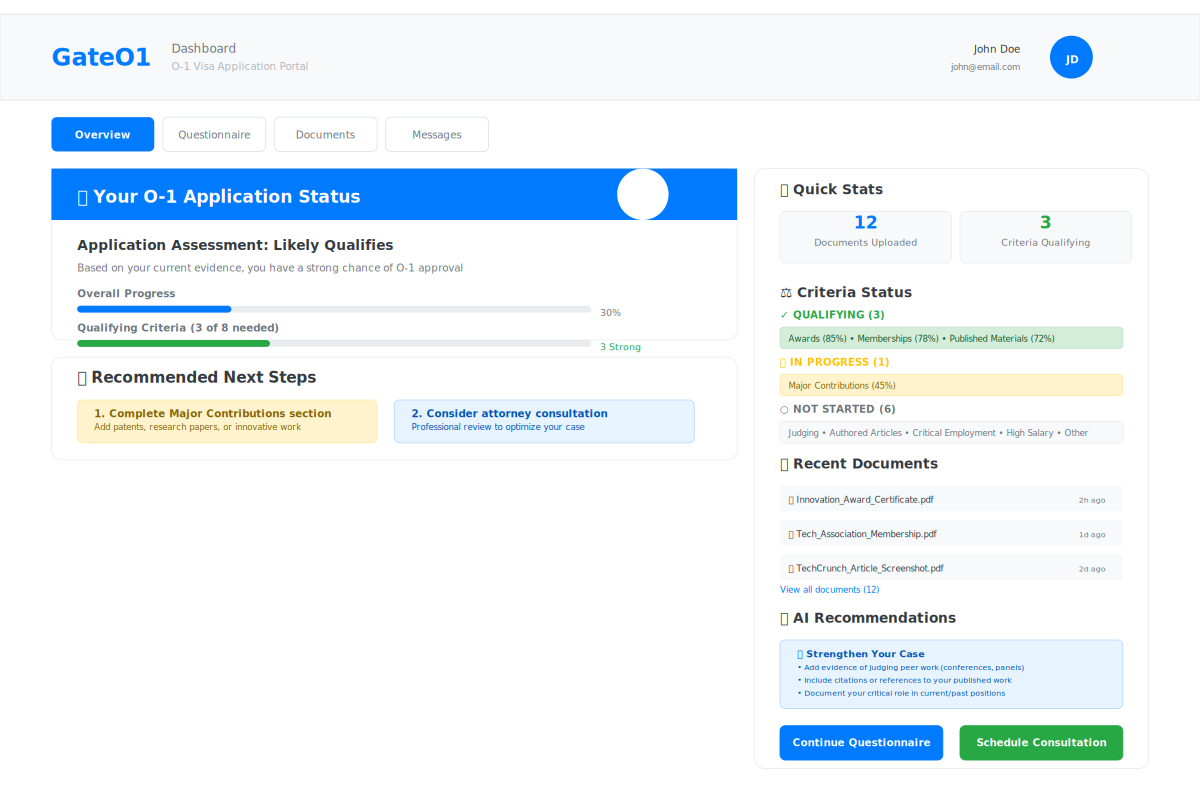 GateO1
Dashboard
O-1 Visa Application Portal
John Doe
john@email.com
JD
Overview
Questionnaire
Documents
Messages
Your O-1 Application Status
Application Assessment: Likely Qualifies
Based on your current evidence, you have a strong chance of O-1 approval
Overall Progress
30%
Qualifying Criteria (3 of 8 needed)
3 Strong
Recommended Next Steps
1. Complete Major Contributions section
Add patents, research papers, or innovative work
2. Consider attorney consultation
Professional review to optimize your case
Quick Stats
12
Documents Uploaded
3
Criteria Qualifying
⚖ Criteria Status
✓ QUALIFYING (3)
Awards (85%) • Memberships (78%) • Published Materials (72%)
IN PROGRESS (1)
Major Contributions (45%)
○ NOT STARTED (6)
Judging • Authored Articles • Critical Employment • High Salary • Other
Recent Documents
Innovation_Award_Certificate.pdf
2h ago
Tech_Association_Membership.pdf
1d ago
TechCrunch_Article_Screenshot.pdf
2d ago
View all documents (12)
AI Recommendations
Strengthen Your Case
• Add evidence of judging peer work (conferences, panels)
• Include citations or references to your published work
• Document your critical role in current/past positions
Continue Questionnaire
Schedule Consultation